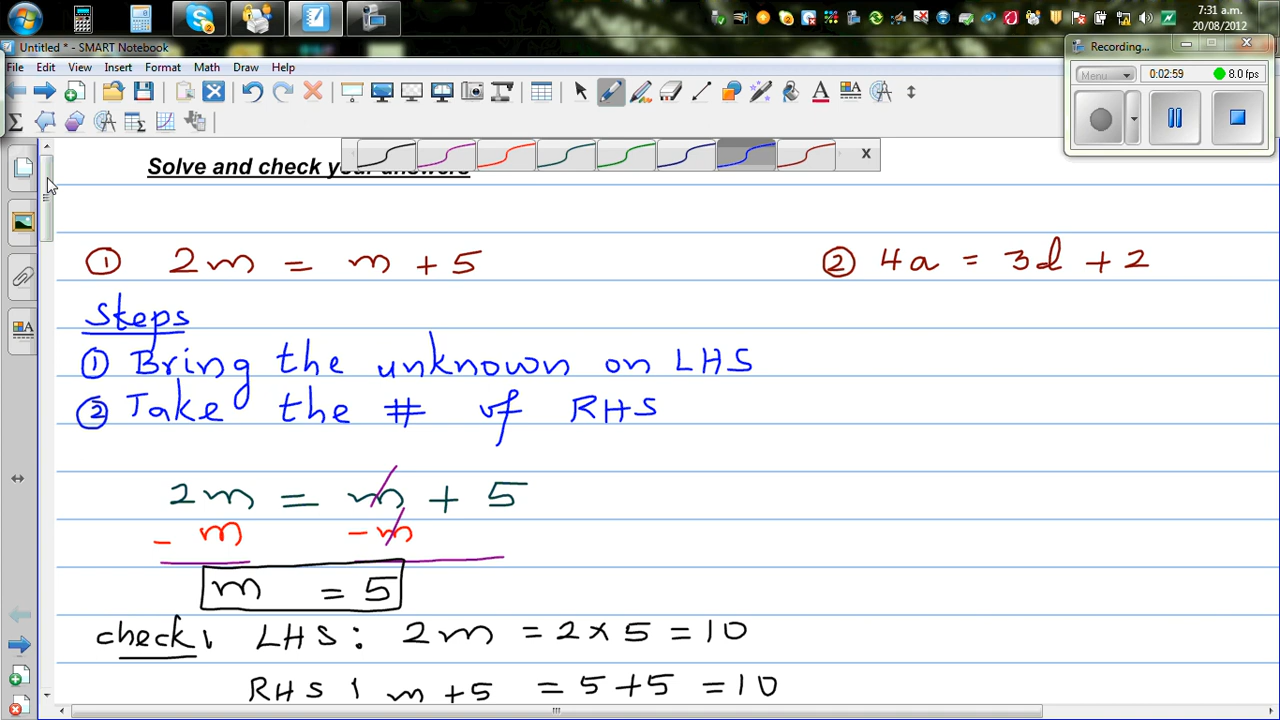 7:31 a.m.
20/08/2012
Untitled * - SMART Notebook
File Edit View Insert Format Math Draw Help
Recording...
Menu
0:02:59
8.0 fps
Solve and check your answers
① 2m = m + 5
② 4a = 3d + 2
Steps
① Bring the unknown on LHS
② Take the # of RHS
2m = m + 5
- m - m
m = 5
check: LHS: 2m = 2 × 5 = 10
RHS: m + 5 = 5 + 5 = 10